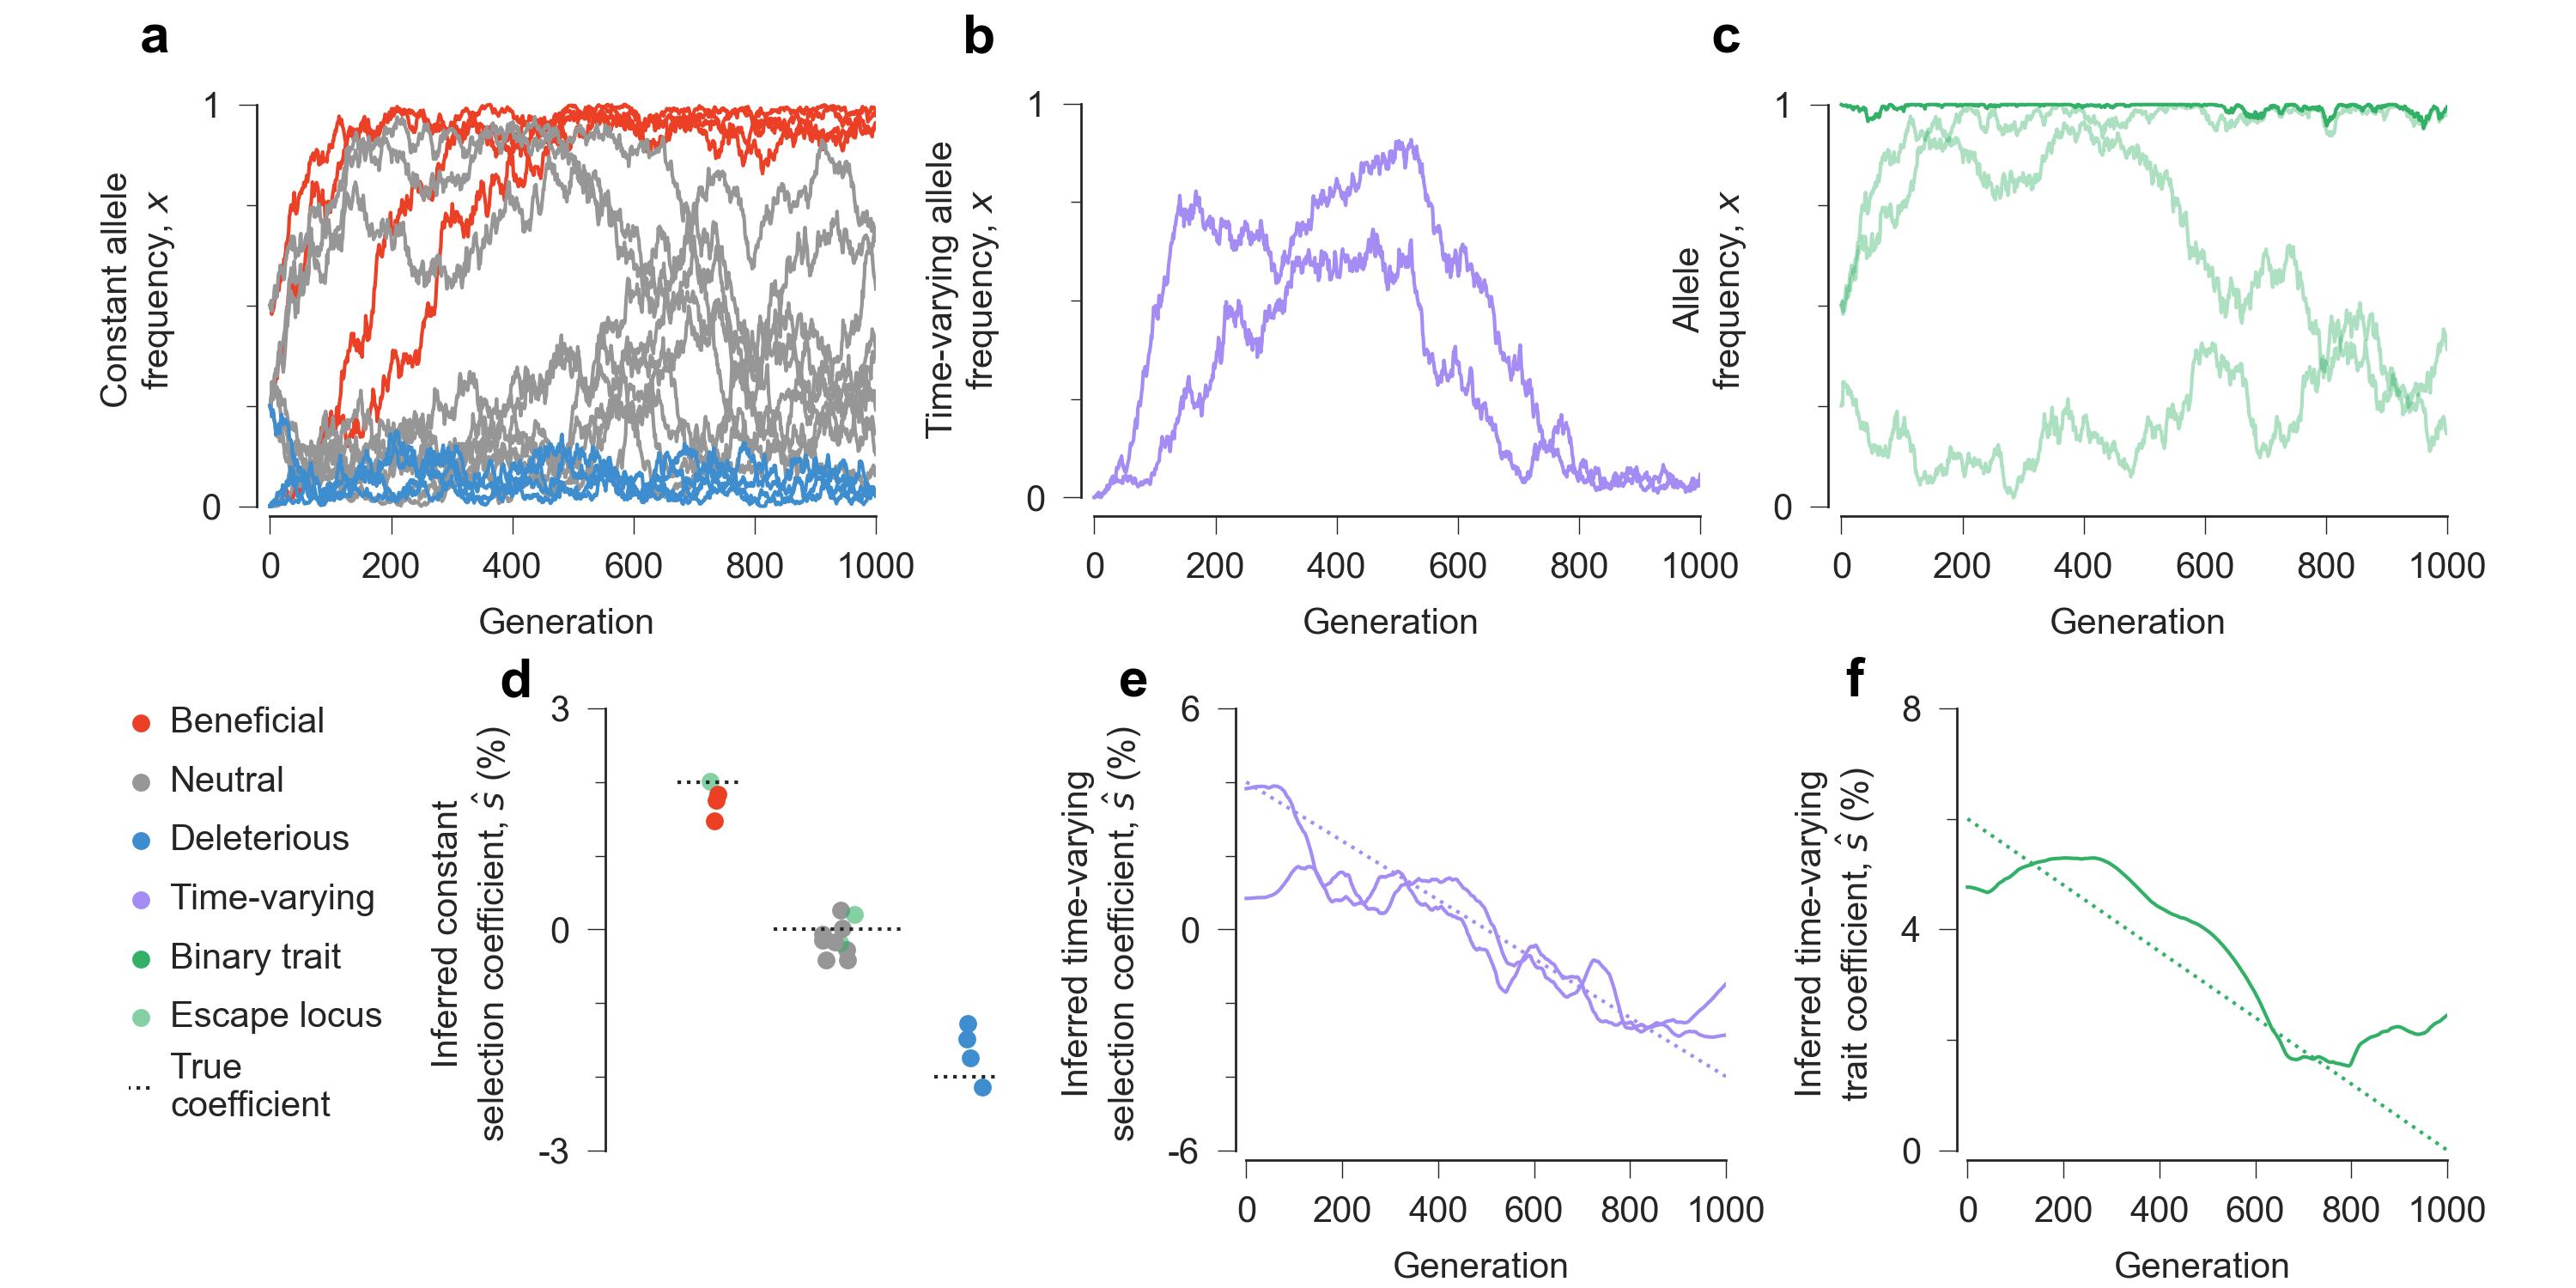 a
Constant allele
frequency, x
1
0
0 200 400 600 800 1000
Generation
b
Time-varying allele
frequency, x
1
0
0 200 400 600 800 1000
Generation
c
Allele
frequency, x
1
0
0 200 400 600 800 1000
Generation
Beneficial
Neutral
Deleterious
Time-varying
Binary trait
Escape locus
True
coefficient
d
Inferred constant
selection coefficient, ŝ (%)
3
0
-3
e
Inferred time-varying
selection coefficient, ŝ (%)
6
0
-6
0 200 400 600 800 1000
Generation
f
Inferred time-varying
trait coefficient, ŝ (%)
8
4
0
0 200 400 600 800 1000
Generation